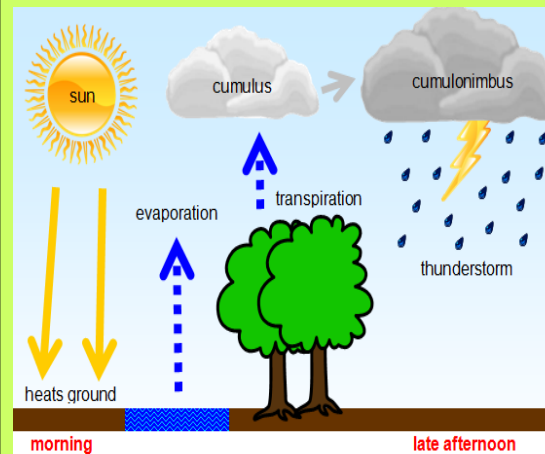 sun
cumulus
cumulonimbus
evaporation
transpiration
thunderstorm
heats ground
morning
late afternoon